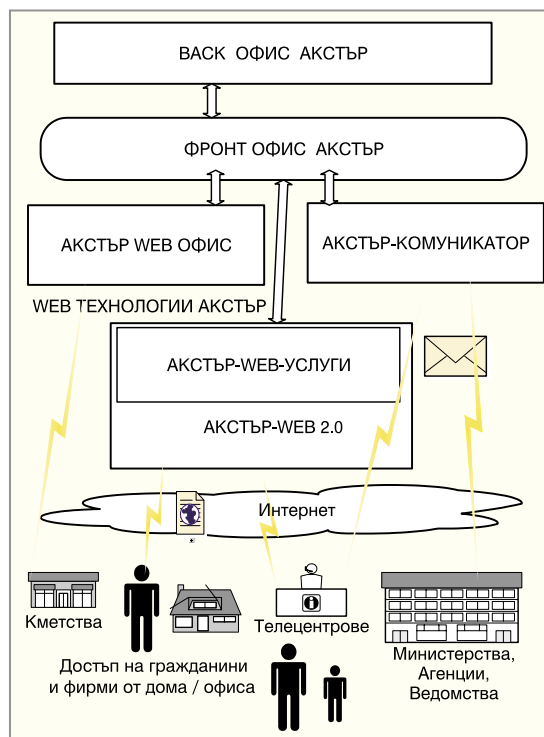 BACK ОФИС АКСТЪР
ФРОНТ ОФИС АКСТЪР
АКСТЪР WEB ОФИС
АКСТЪР-КОМУНИКАТОР
WEB ТЕХНОЛОГИИ АКСТЪР
АКСТЪР-WEB-УСЛУГИ
АКСТЪР-WEB 2.0
Интернет
Кметства
Телецентрове
Достъп на гражданини
и фирми от дома / офиса
Министерства,
Агенции,
Ведомства